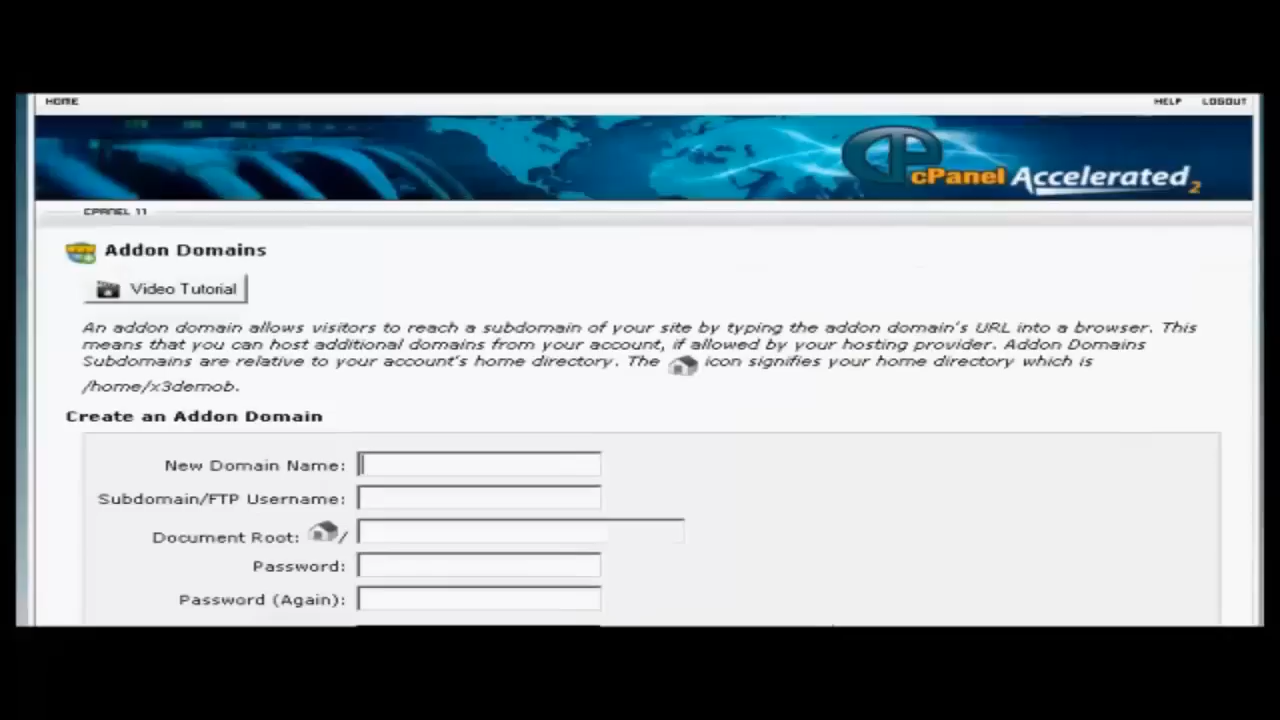 HOME HELP LOGOUT
cPanel Accelerated2
CPANEL 11
Addon Domains
Video Tutorial
An addon domain allows visitors to reach a subdomain of your site by typing the addon domain's URL into a browser. This
means that you can host additional domains from your account, if allowed by your hosting provider. Addon Domains
Subdomains are relative to your account's home directory. The icon signifies your home directory which is
/home/x3demob.
Create an Addon Domain
New Domain Name:
Subdomain/FTP Username:
Document Root: /
Password:
Password (Again):